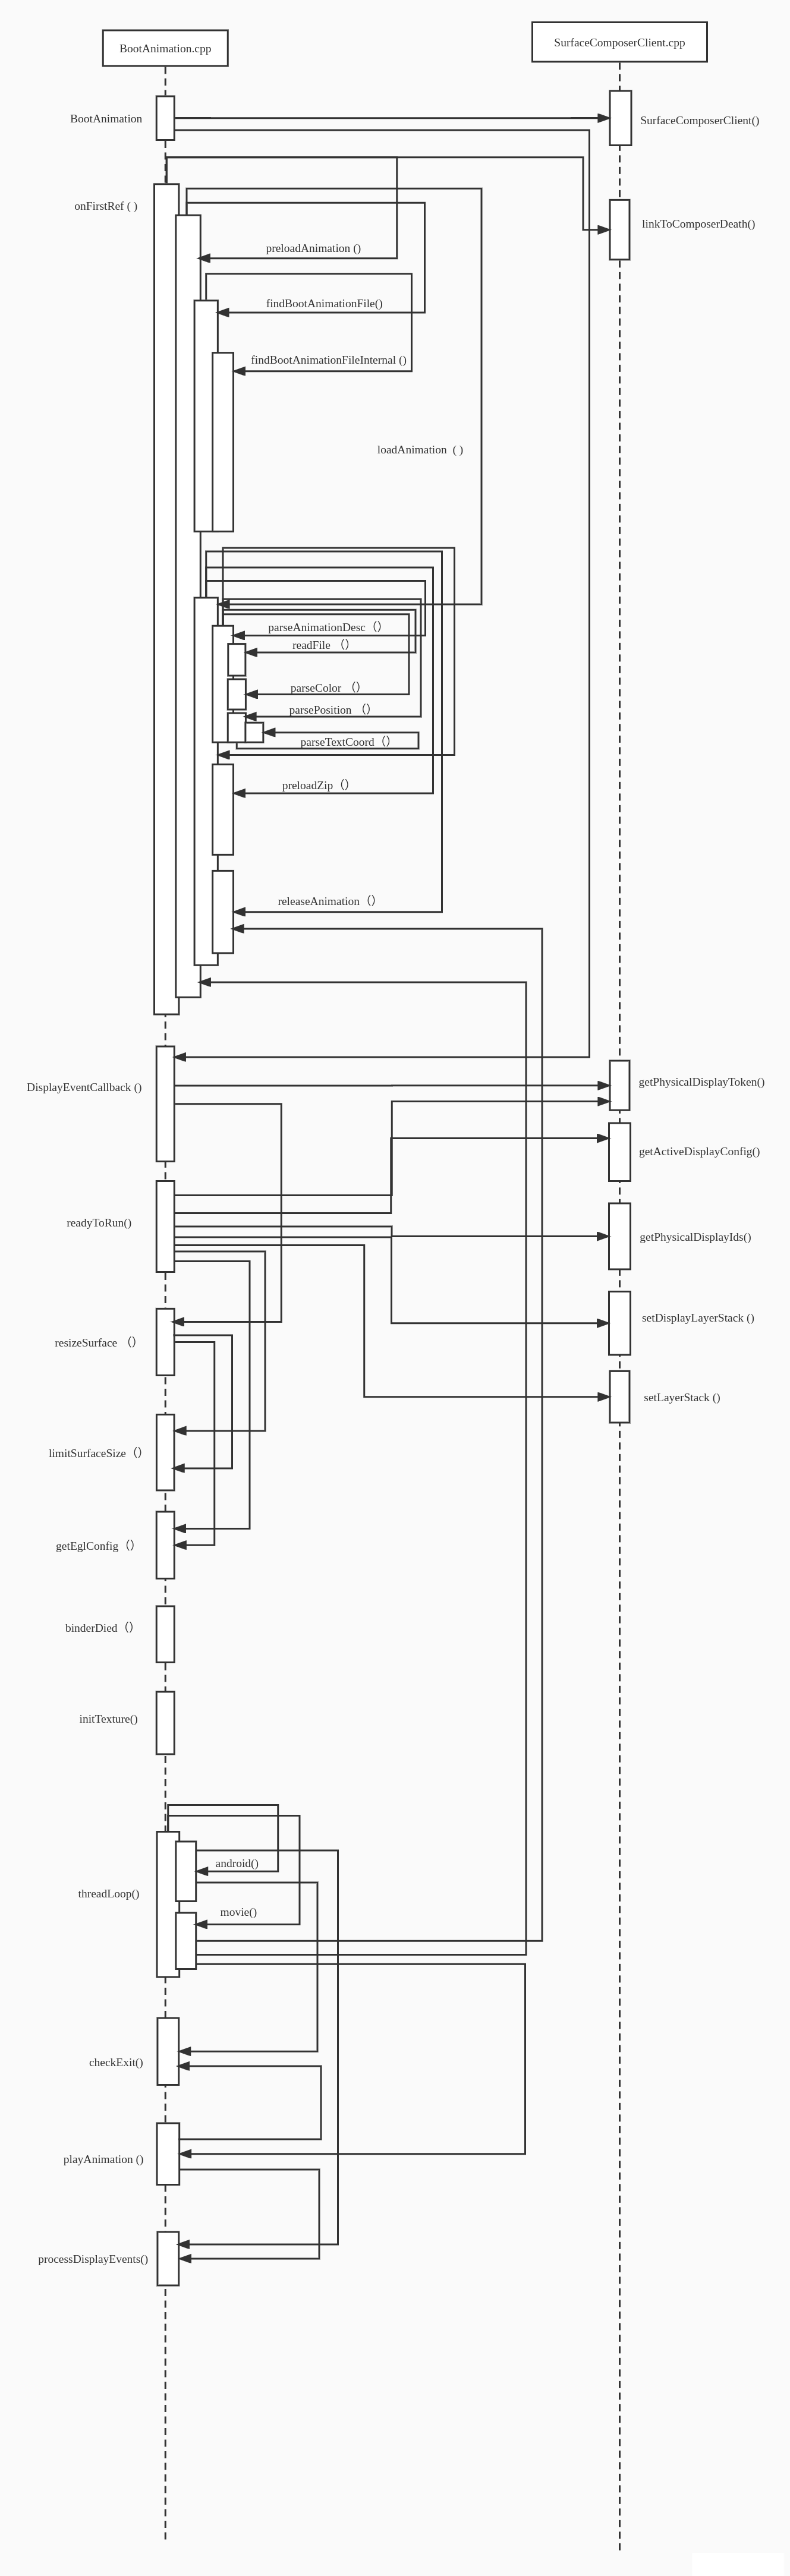 BootAnimation.cpp
SurfaceComposerClient.cpp
BootAnimation
SurfaceComposerClient()
onFirstRef ( )
linkToComposerDeath()
preloadAnimation ()
findBootAnimationFile()
findBootAnimationFileInternal ()
loadAnimation ( )
parseAnimationDesc（）
readFile （）
parseColor （）
parsePosition （）
parseTextCoord（）
preloadZip（）
releaseAnimation（）
DisplayEventCallback ()
getPhysicalDisplayToken()
getActiveDisplayConfig()
readyToRun()
getPhysicalDisplayIds()
setDisplayLayerStack ()
resizeSurface （）
setLayerStack ()
limitSurfaceSize（）
getEglConfig（）
binderDied（）
initTexture()
android()
threadLoop()
movie()
checkExit()
playAnimation ()
processDisplayEvents()